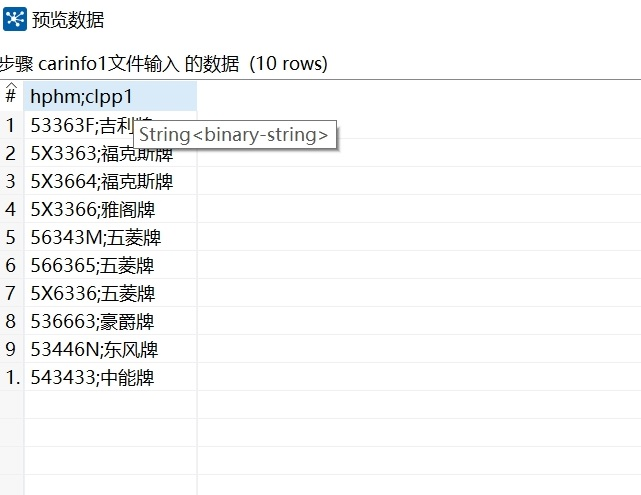 预览数据
步骤 carinfo1文件输入 的数据 (10 rows)
# hphm;clpp1
1 53363F;吉利牌
String<binary-string>
2 5X3363;福克斯牌
3 5X3664;福克斯牌
4 5X3366;雅阁牌
5 56343M;五菱牌
6 566365;五菱牌
7 5X6336;五菱牌
8 536663;豪爵牌
9 53446N;东风牌
1. 543433;中能牌